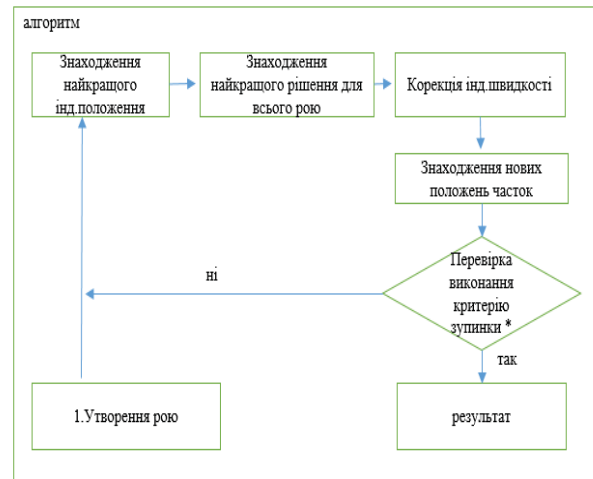 алгоритм
Знаходження
найкращого
інд.положення
Знаходження
найкращого рішення для
всього рою
Корекція інд.швидкості
Знаходження нових
положень часток
Перевірка
виконання
критерію
зупинки *
ні
так
1.Утворення рою
результат